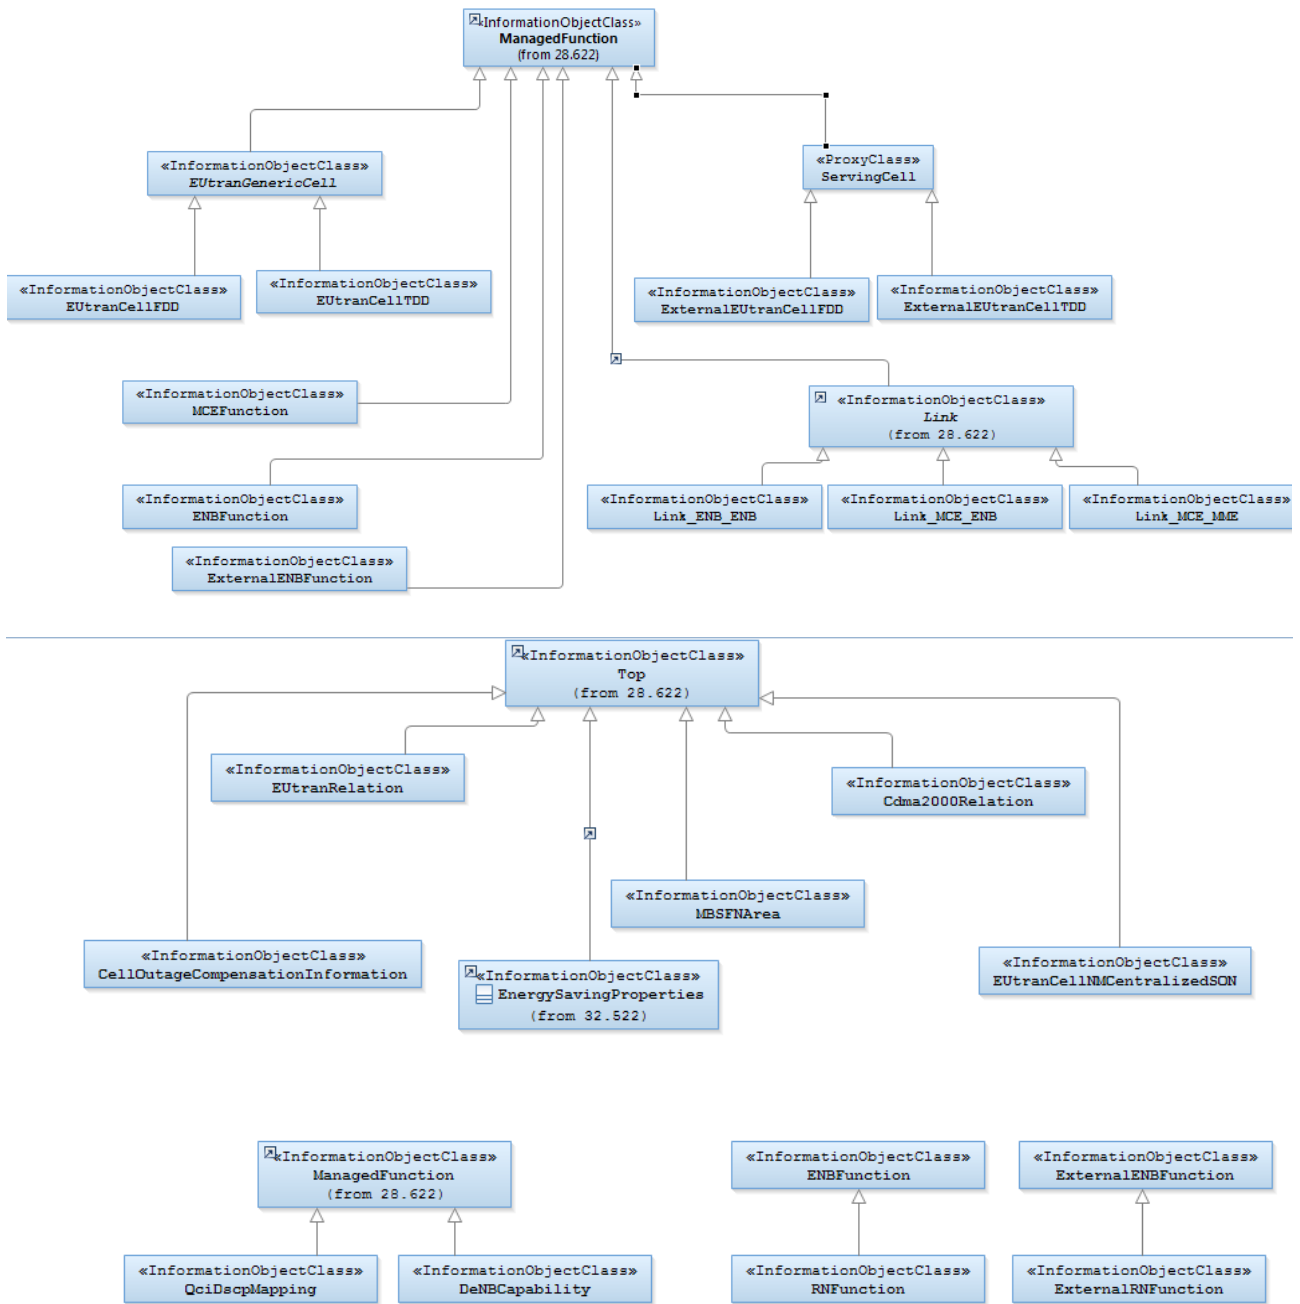 «InformationObjectClass»
ManagedFunction
(from 28.622)
«InformationObjectClass»
EUtranGenericCell
«ProxyClass»
ServingCell
«InformationObjectClass»
EUtranCellFDD
«InformationObjectClass»
EUtranCellTDD
«InformationObjectClass»
ExternalEUtranCellFDD
«InformationObjectClass»
ExternalEUtranCellTDD
«InformationObjectClass»
MCEFunction
«InformationObjectClass»
Link
(from 28.622)
«InformationObjectClass»
ENBFunction
«InformationObjectClass»
Link_ENB_ENB
«InformationObjectClass»
Link_MCE_ENB
«InformationObjectClass»
Link_MCE_MME
«InformationObjectClass»
ExternalENBFunction
«InformationObjectClass»
Top
(from 28.622)
«InformationObjectClass»
EUtranRelation
«InformationObjectClass»
Cdma2000Relation
«InformationObjectClass»
MBSFNArea
«InformationObjectClass»
CellOutageCompensationInformation
«InformationObjectClass»
EnergySavingProperties
(from 32.522)
«InformationObjectClass»
EUtranCellNMCentralizedSON
«InformationObjectClass»
ManagedFunction
(from 28.622)
«InformationObjectClass»
ENBFunction
«InformationObjectClass»
ExternalENBFunction
«InformationObjectClass»
QciDscpMapping
«InformationObjectClass»
DeNBCapability
«InformationObjectClass»
RNFunction
«InformationObjectClass»
ExternalRNFunction